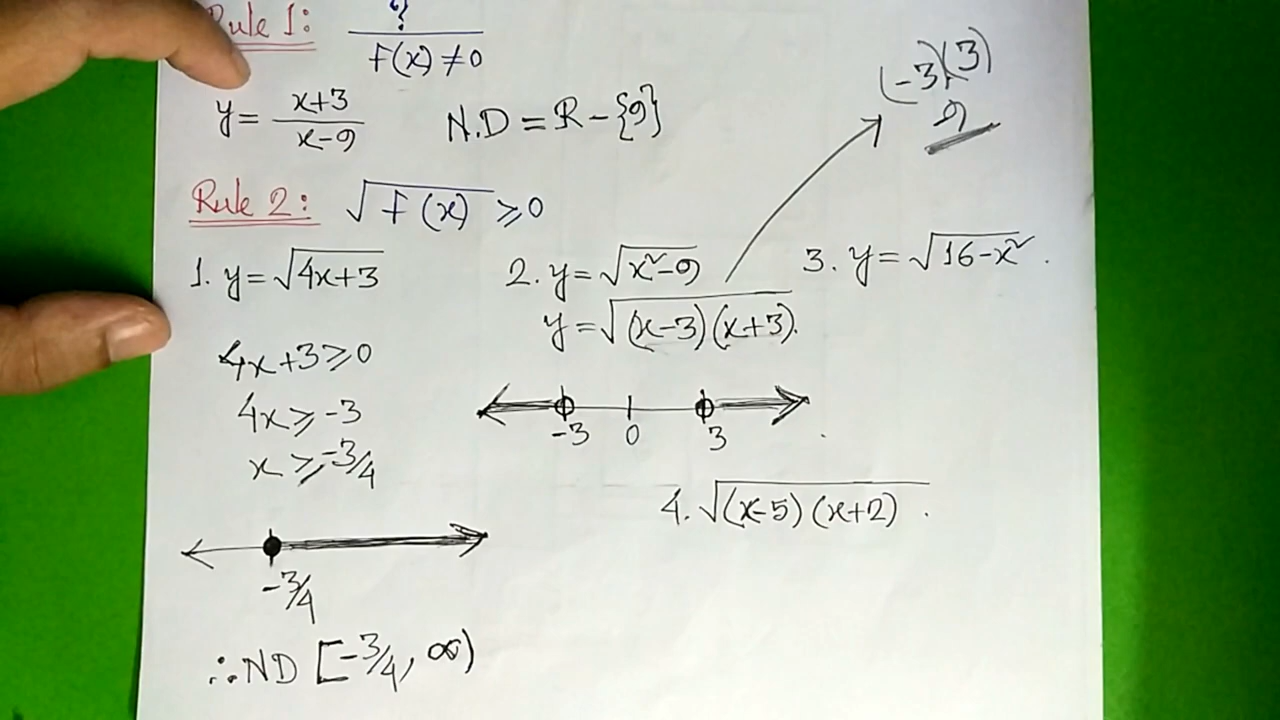 Rule 1: ?
F(x) ≠ 0
y = (x+3)/(x-9) N.D = R - {9}
(-3)(3)
9
Rule 2: √F(x) ≥ 0
1. y = √(4x+3)
2. y = √(x²-9)
y = √((x-3)(x+3)).
3. y = √(16-x²) .
4x+3 ≥ 0
4x ≥ -3
x ≥ -3/4
-3 0 3
4. √((x-5)(x+2)) .
-3/4
∴ ND [-3/4, ∞)